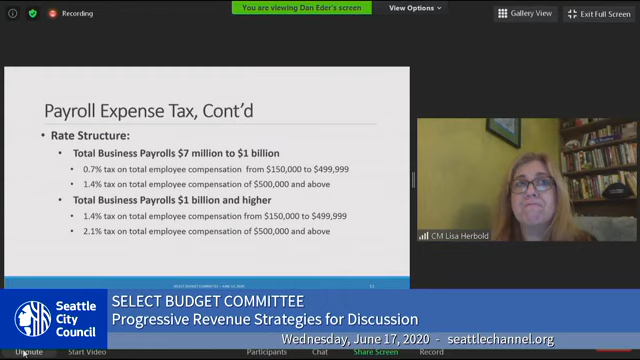 Recording
You are viewing Dan Eder's screen
View Options
Gallery View
Exit Full Screen
Payroll Expense Tax, Cont'd
• Rate Structure:
• Total Business Payrolls $7 million to $1 billion
• 0.7% tax on total employee compensation from $150,000 to $499,999
• 1.4% tax on total employee compensation of $500,000 and above
• Total Business Payrolls $1 billion and higher
• 1.4% tax on total employee compensation from $150,000 to $499,999
• 2.1% tax on total employee compensation of $500,000 and above
CM Lisa Herbold
Seattle
City
Council
SELECT BUDGET COMMITTEE
Progressive Revenue Strategies for Discussion
Wednesday, June 17, 2020 - seattlechannel.org
Unmute
Start Video
Participants
Chat
Share Screen
Record